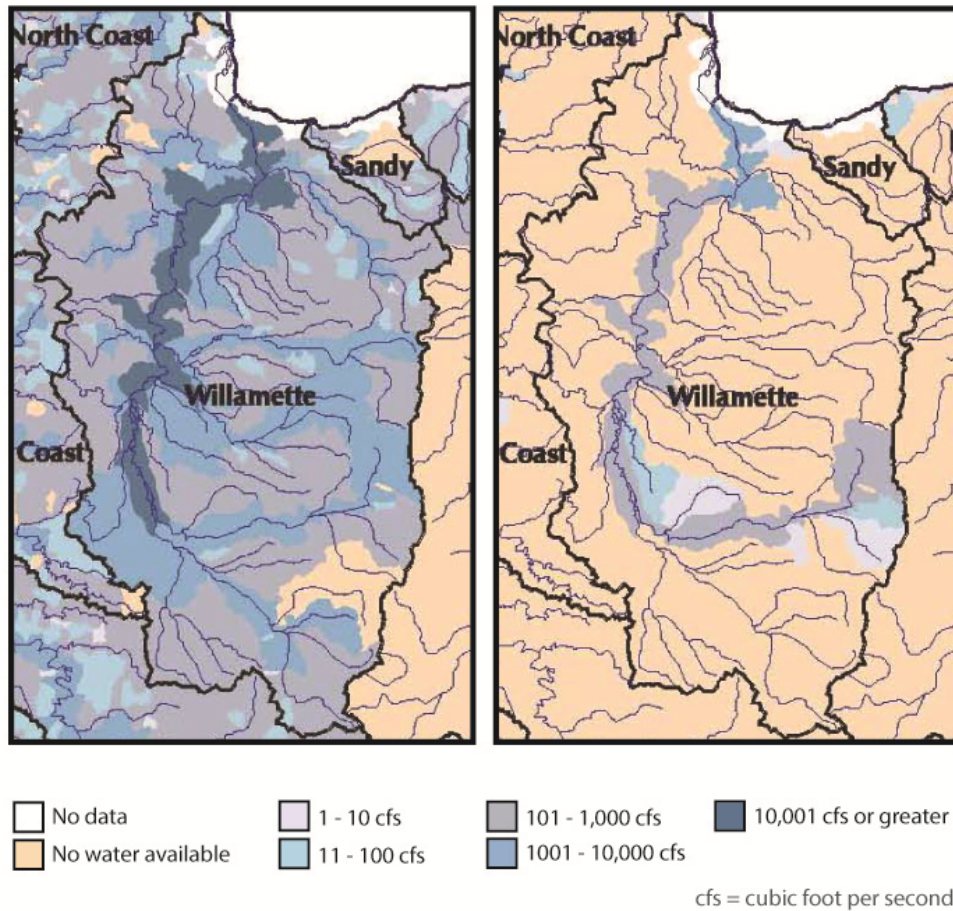 North Coast
Sandy
Willamette
Coast
North Coast
Sandy
Willamette
Coast
No data
1 - 10 cfs
101 - 1,000 cfs
10,001 cfs or greater
No water available
11 - 100 cfs
1001 - 10,000 cfs
cfs = cubic foot per second